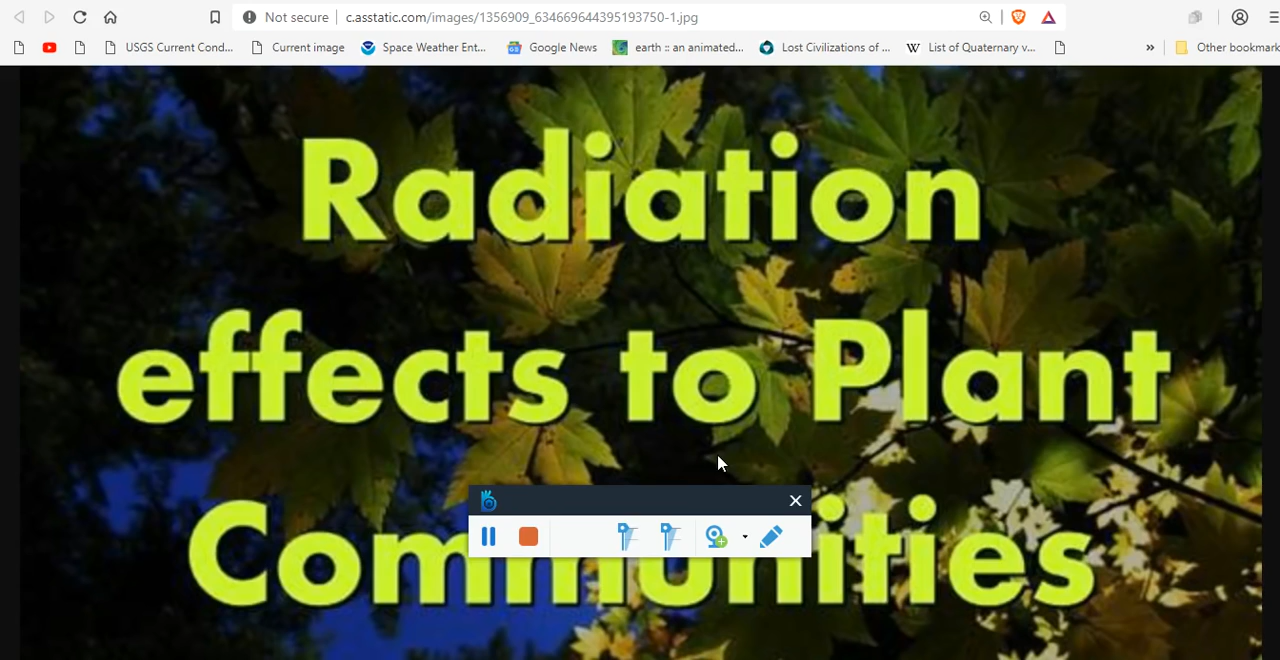 Not secure
c.asstatic.com/images/1356909_634669644395193750-1.jpg
USGS Current Cond...
Current image
Space Weather Ent...
Google News
earth :: an animated...
Lost Civilizations of ...
W
List of Quaternary v...
»
Other bookmark
Radiation
effects to Plant
Communities